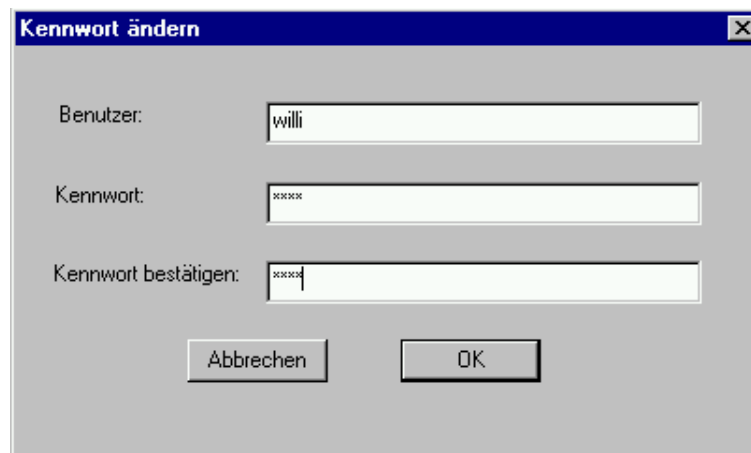 Kennwort ändern
Benutzer: willi
Kennwort: ****
Kennwort bestätigen: ****
Abbrechen OK